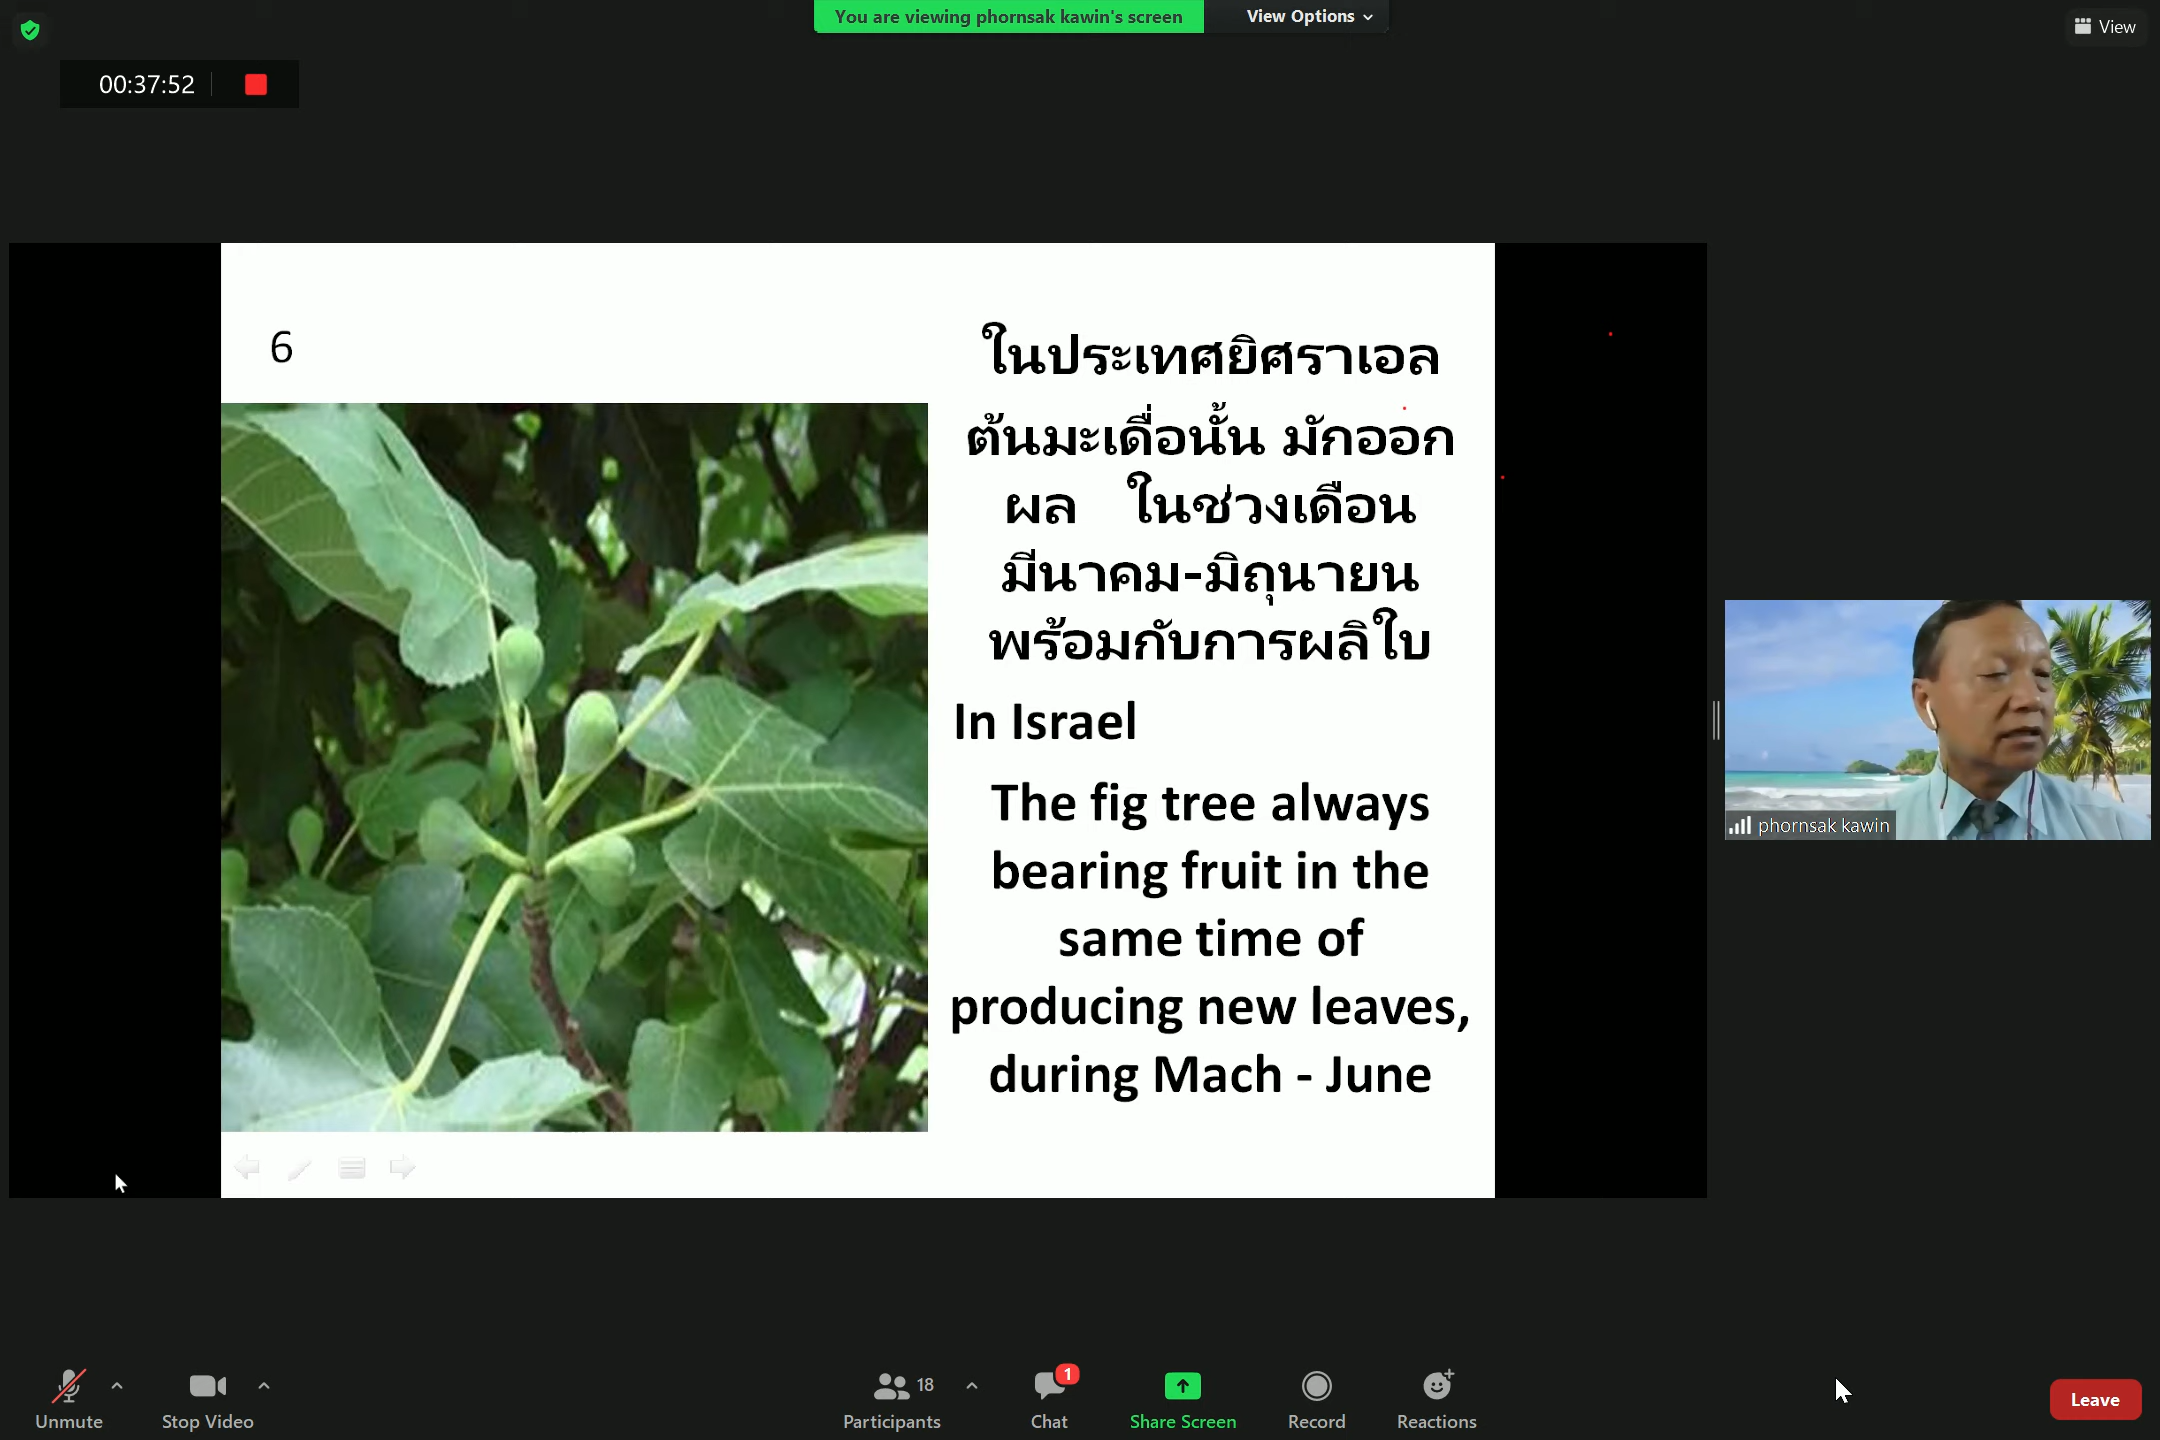 You are viewing phornsak kawin's screen
View Options
View
00:37:52
6
ในประเทศยิศราเอล
ต้นมะเดื่อนั้น มักออก
ผล ในช่วงเดือน
มีนาคม-มิถุนายน
พร้อมกับการผลิใบ
In Israel
The fig tree always
bearing fruit in the
same time of
producing new leaves,
during Mach - June
phornsak kawin
Unmute
Stop Video
18
Participants
1
Chat
Share Screen
Record
Reactions
Leave